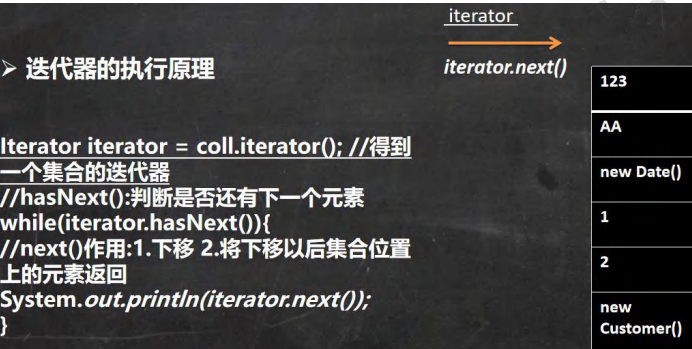 iterator
➢ 迭代器的执行原理
iterator.next()
Iterator iterator = coll.iterator(); //得到
一个集合的迭代器
//hasNext():判断是否还有下一个元素
while(iterator.hasNext()){
//next()作用:1.下移 2.将下移以后集合位置
上的元素返回
System.out.println(iterator.next());
}
123
AA
new Date()
1
2
new
Customer()